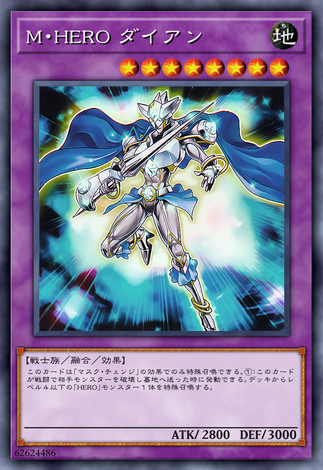 M・HERO ダイアン
地
【戦士族/融合/効果】
このカードは「マスク・チェンジ」の効果でのみ特殊召喚できる。①:このカード
が戦闘で相手モンスターを破壊し墓地へ送った時に発動できる。デッキからレ
ベル4以下の「HERO」モンスター1体を特殊召喚する。
ATK/2800 DEF/3000
62624486